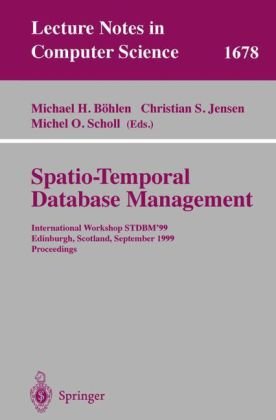 Lecture Notes in
Computer Science 1678
Michael H. Böhlen Christian S. Jensen
Michel O. Scholl (Eds.)
Spatio-Temporal
Database Management
International Workshop STDBM'99
Edinburgh, Scotland, September 1999
Proceedings
Springer